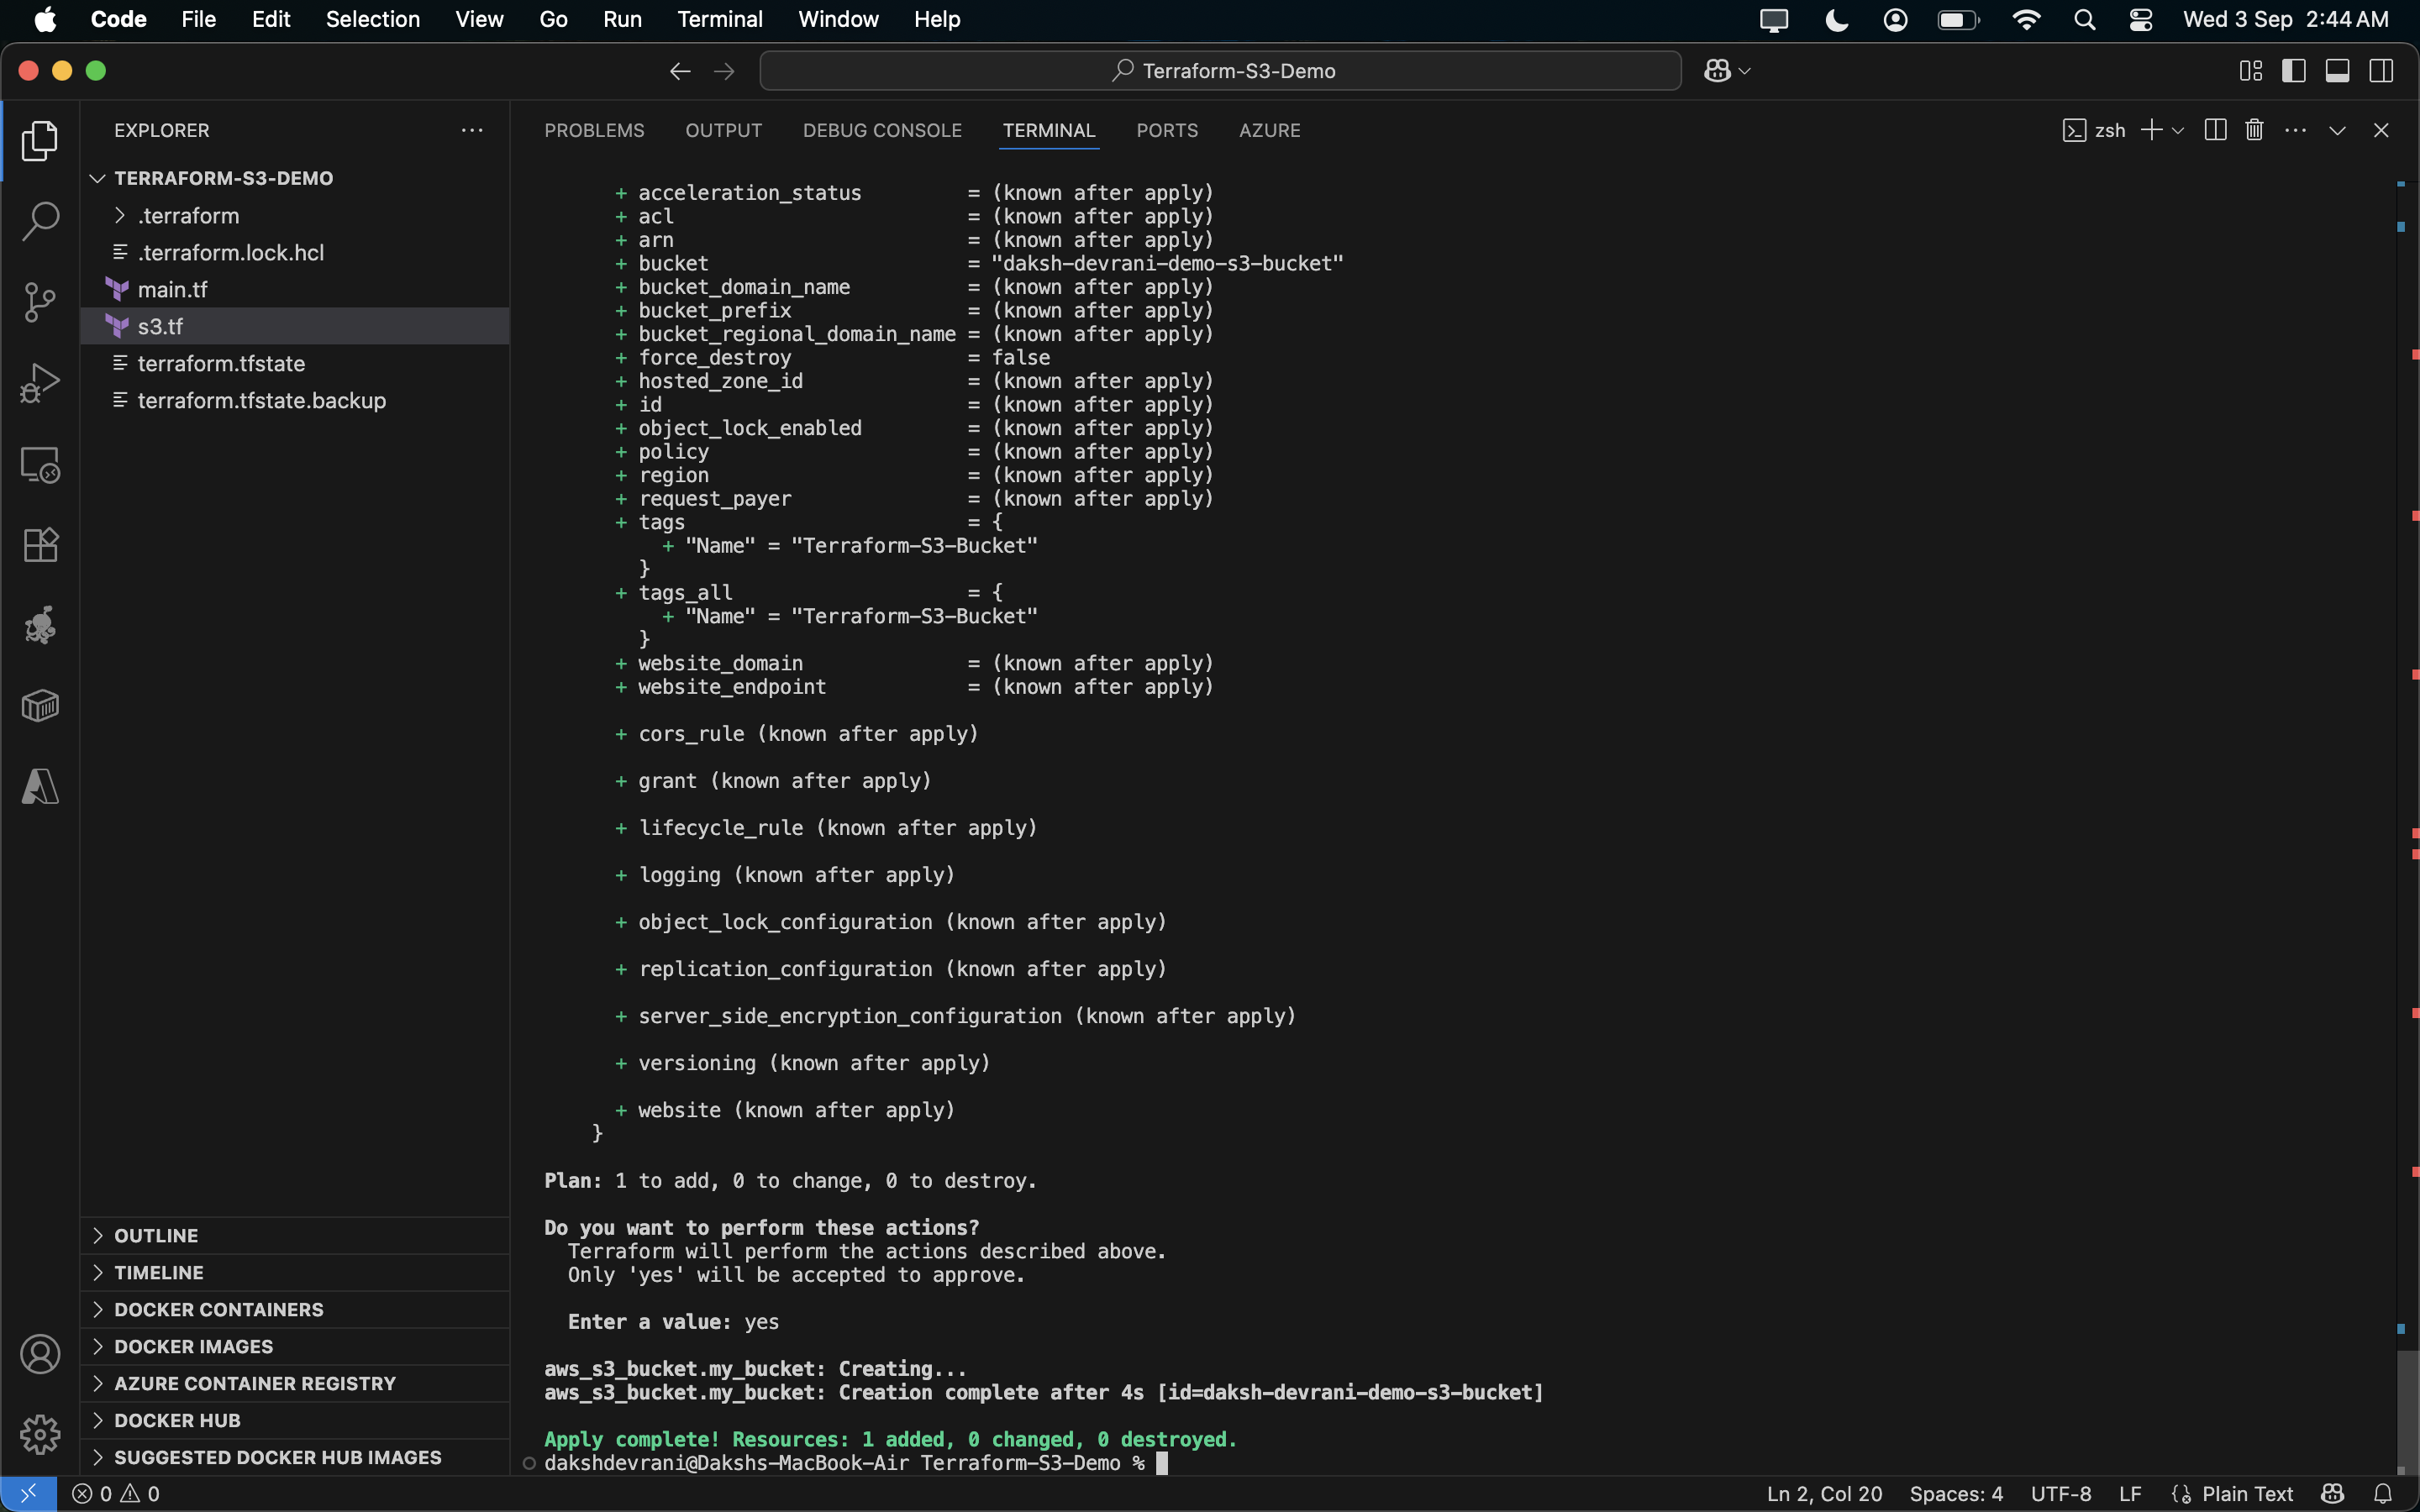 Code File Edit Selection View Go Run Terminal Window Help Wed 3 Sep 2:44 AM
Terraform-S3-Demo
EXPLORER
TERRAFORM-S3-DEMO
.terraform
.terraform.lock.hcl
main.tf
s3.tf
terraform.tfstate
terraform.tfstate.backup
OUTLINE
TIMELINE
DOCKER CONTAINERS
DOCKER IMAGES
AZURE CONTAINER REGISTRY
DOCKER HUB
SUGGESTED DOCKER HUB IMAGES
PROBLEMS OUTPUT DEBUG CONSOLE TERMINAL PORTS AZURE zsh
+ acceleration_status = (known after apply)
+ acl = (known after apply)
+ arn = (known after apply)
+ bucket = "daksh-devrani-demo-s3-bucket"
+ bucket_domain_name = (known after apply)
+ bucket_prefix = (known after apply)
+ bucket_regional_domain_name = (known after apply)
+ force_destroy = false
+ hosted_zone_id = (known after apply)
+ id = (known after apply)
+ object_lock_enabled = (known after apply)
+ policy = (known after apply)
+ region = (known after apply)
+ request_payer = (known after apply)
+ tags = {
+ "Name" = "Terraform-S3-Bucket"
}
+ tags_all = {
+ "Name" = "Terraform-S3-Bucket"
}
+ website_domain = (known after apply)
+ website_endpoint = (known after apply)
+ cors_rule (known after apply)
+ grant (known after apply)
+ lifecycle_rule (known after apply)
+ logging (known after apply)
+ object_lock_configuration (known after apply)
+ replication_configuration (known after apply)
+ server_side_encryption_configuration (known after apply)
+ versioning (known after apply)
+ website (known after apply)
}
Plan: 1 to add, 0 to change, 0 to destroy.
Do you want to perform these actions?
Terraform will perform the actions described above.
Only 'yes' will be accepted to approve.
Enter a value: yes
aws_s3_bucket.my_bucket: Creating...
aws_s3_bucket.my_bucket: Creation complete after 4s [id=daksh-devrani-demo-s3-bucket]
Apply complete! Resources: 1 added, 0 changed, 0 destroyed.
dakshdevrani@Dakshs-MacBook-Air Terraform-S3-Demo %
0 0 Ln 2, Col 20 Spaces: 4 UTF-8 LF Plain Text